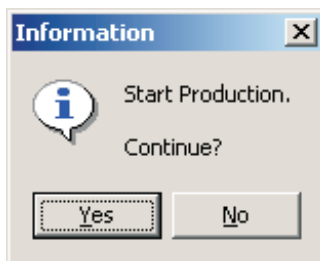 Information
Start Production.
Continue?
Yes
No